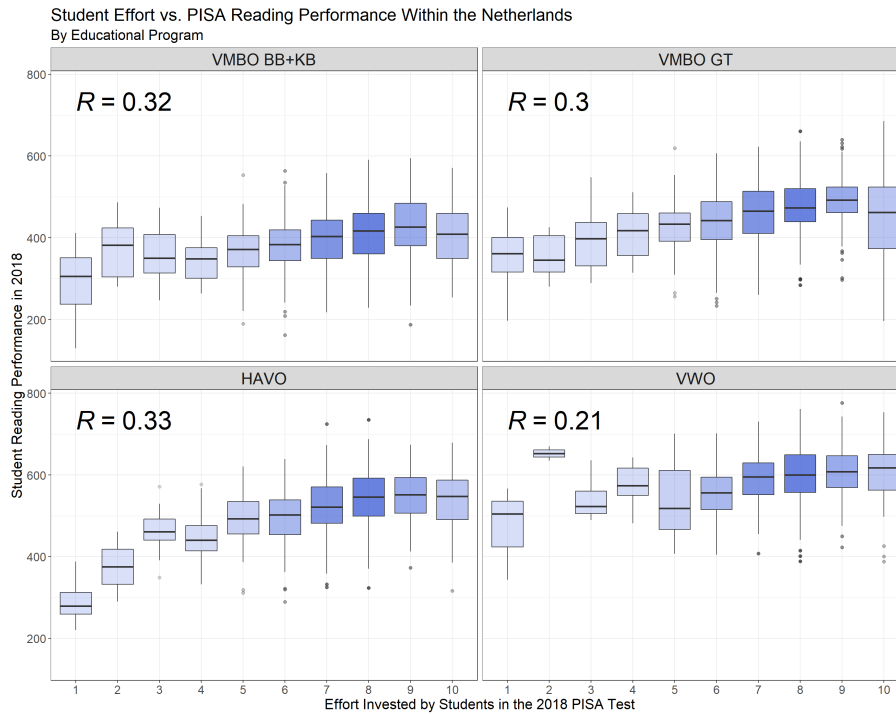 Student Effort vs. PISA Reading Performance Within the Netherlands
By Educational Program
VMBO BB+KB
VMBO GT
R = 0.32
R = 0.3
800
600
400
200
HAVO
VWO
R = 0.33
R = 0.21
800
600
400
200
Student Reading Performance in 2018
1 2 3 4 5 6 7 8 9 10
1 2 3 4 5 6 7 8 9 10
Effort Invested by Students in the 2018 PISA Test